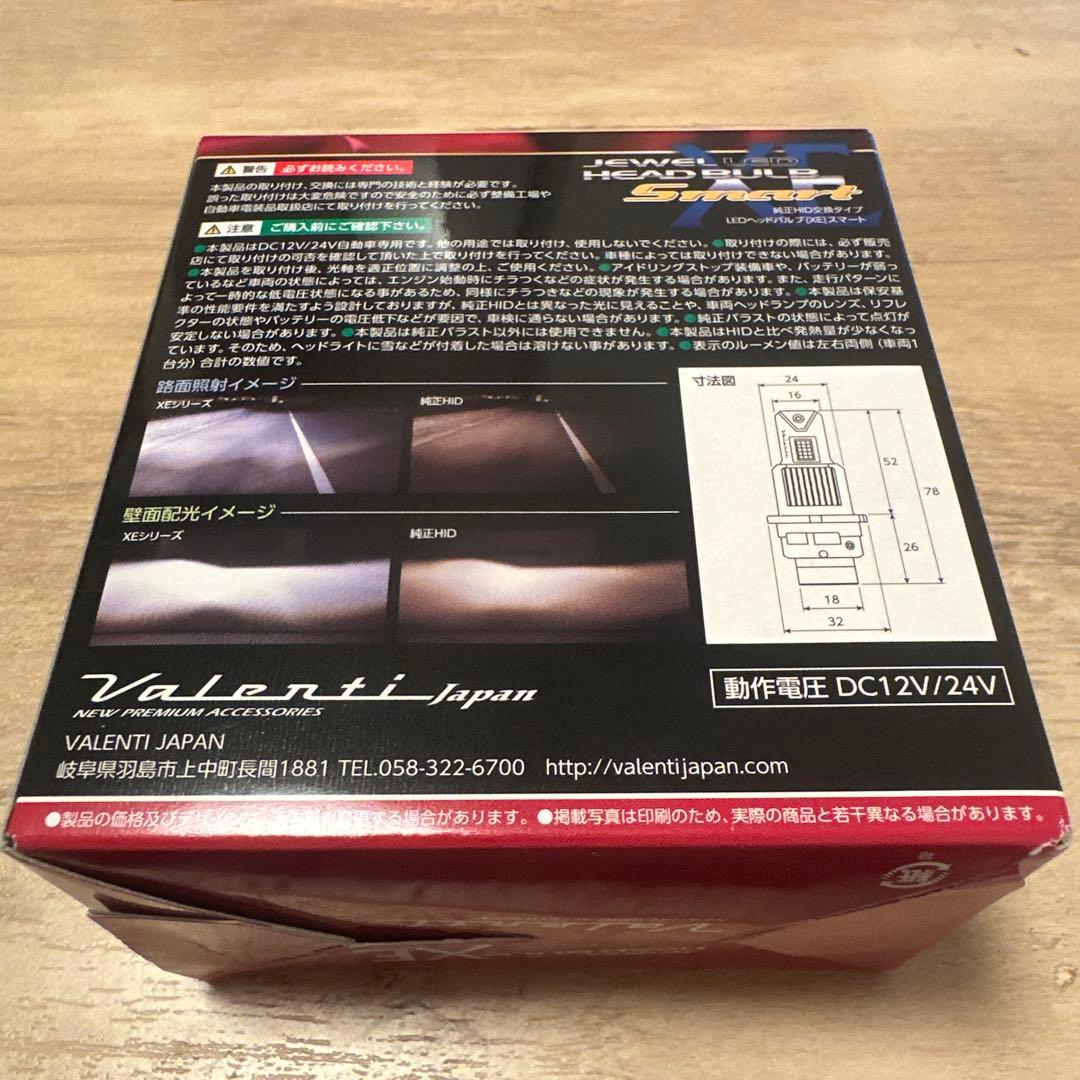 警告 必ずお読みください。
本製品の取り付け、交換には専門の技術と経験が必要です。
誤った取り付けは大変危険ですので安全のために必ず整備工場や
自動車電装品取扱店にて取り付けを行ってください。
JEWEL LED
HEAD BULB
XE
Smart
純正HID交換タイプ
LEDヘッドバルブ[XE]スマート
注意 ご購入前にご確認下さい。
●本製品はDC12V/24V自動車専用です。他の用途では取り付け、使用しないでください。●取り付けの際には、必ず販売
店にて取り付けの可否を確認して頂いた上で取り付けを行ってください。車種によっては取り付けできない場合があります。
●本製品を取り付け後、光軸を適正位置に調整の上、ご使用ください。●アイドリングストップ装備車や、バッテリーが弱っ
ているなど車両の状態によっては、エンジン始動時にチラつくなどの症状が発生する場合があります。また、走行パターンに
よって一時的な低電圧状態になる事があるため、同様にチラつきなどの現象が発生する場合があります。●本製品は保安基
準の性能要件を満たすよう設計しておりますが、純正HIDとは異なった光に見えることや、車両ヘッドランプのレンズ、リフレ
クターの状態やバッテリーの電圧低下などが要因で、車検に通らない場合があります。●純正バラストの状態によって点灯が
安定しない場合があります。●本製品は純正バラスト以外には使用できません。●本製品はHIDと比べ発熱量が少なくなっ
ています。そのため、ヘッドライトに雪などが付着した場合は溶けない事があります。●表示のルーメン値は左右両側（車両1
台分）合計の数値です。
路面照射イメージ
XEシリーズ
純正HID
壁面配光イメージ
XEシリーズ
純正HID
寸法図
24
16
52
78
26
18
32
Valenti Japan
NEW PREMIUM ACCESSORIES
動作電圧 DC12V/24V
VALENTI JAPAN
岐阜県羽島市上中町長間1881 TEL.058-322-6700 http://valentijapan.com
●製品の価格及びデザインは、する場合があります。●掲載写真は印刷のため、実際の商品と若干異なる場合があります。
紙
Valenti
XE